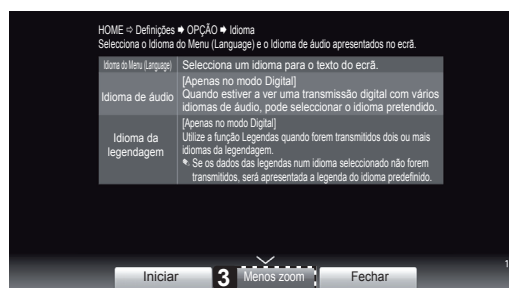 HOME ⇨ Definições ➧ OPÇÃO ➧ Idioma
Selecciona o Idioma do Menu (Language) e o Idioma de áudio apresentados no ecrã.
Idioma do Menu (Language) Selecciona um idioma para o texto do ecrã.
Idioma de áudio
[Apenas no modo Digital]
Quando estiver a ver uma transmissão digital com vários
idiomas de áudio, pode seleccionar o idioma pretendido.
Idioma da
legendagem
[Apenas no modo Digital]
Utilize a função Legendas quando forem transmitidos dois ou mais
idiomas da legendagem.
Se os dados das legendas num idioma seleccionado não forem
transmitidos, será apresentada a legenda do idioma predefinido.
Iniciar 3 Menos zoom Fechar
1